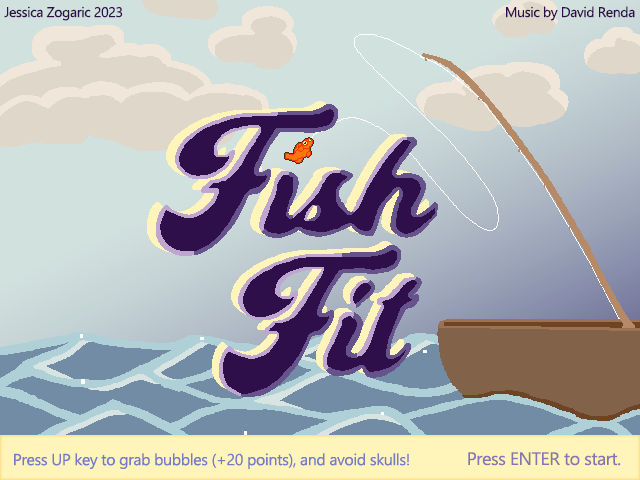 Jessica Zogaric 2023
Music by David Renda
Fish
Fit
Press UP key to grab bubbles (+20 points), and avoid skulls!
Press ENTER to start.